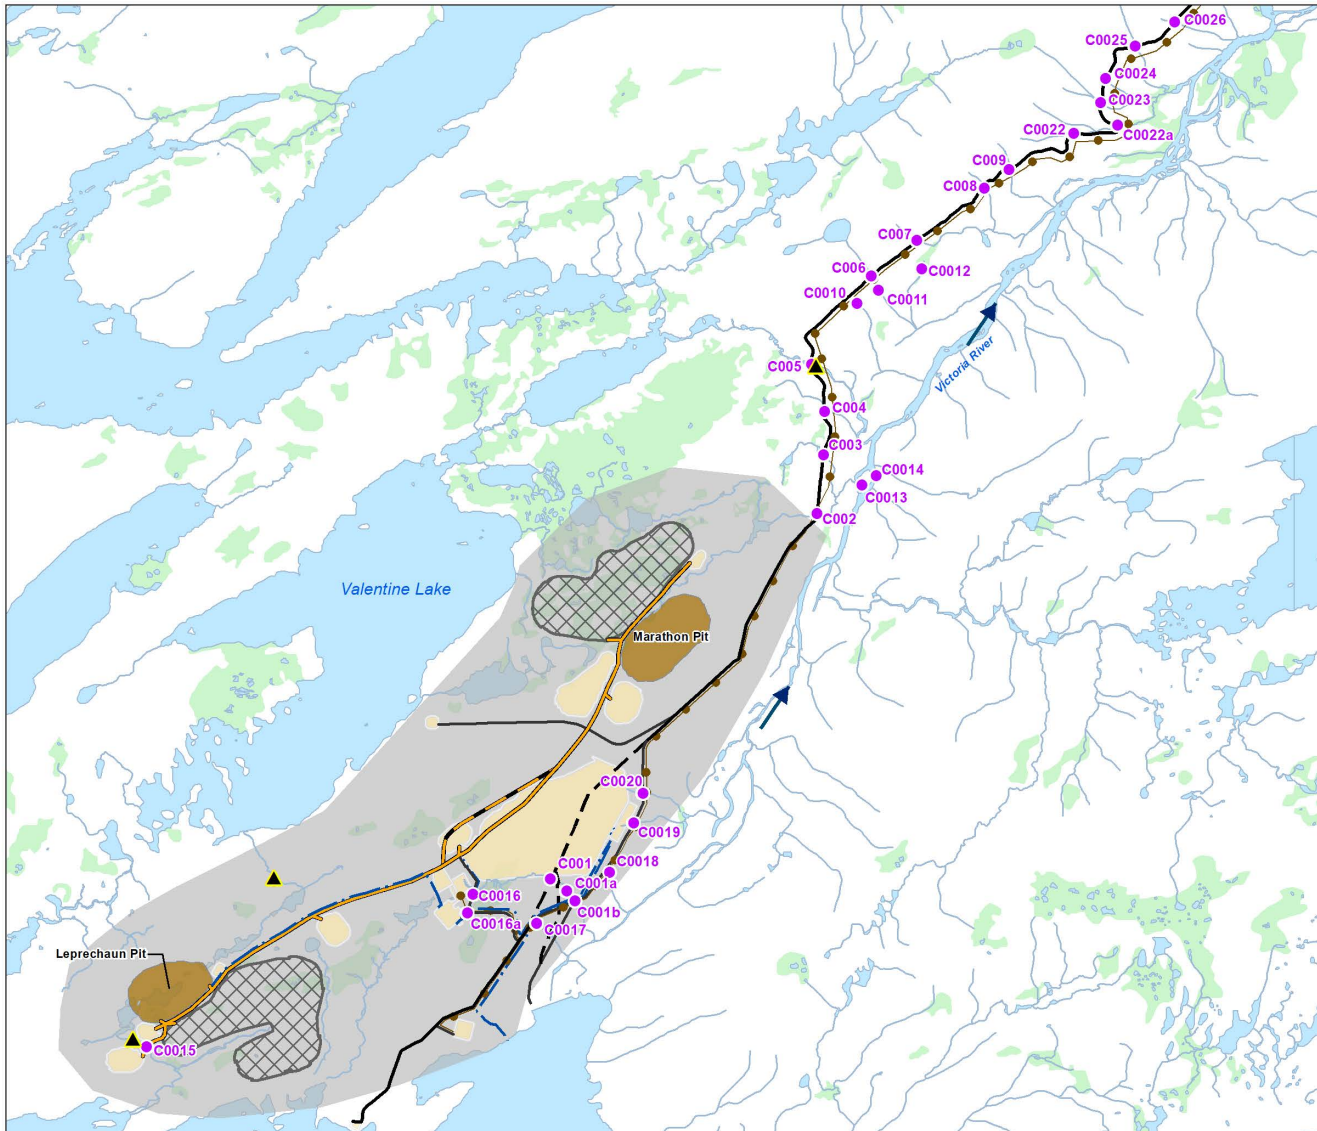 C0026
C0025
C0024
C0023
C0022
C0022a
C009
C008
C007
C0012
C006
C0011
C0010
Victoria River
C005
C004
C003
C0014
C0013
C002
Valentine Lake
Marathon Pit
C0020
C0019
C0018
C001
C001a
C0016
C001b
C0016a
C0017
Leprechaun Pit
C0015